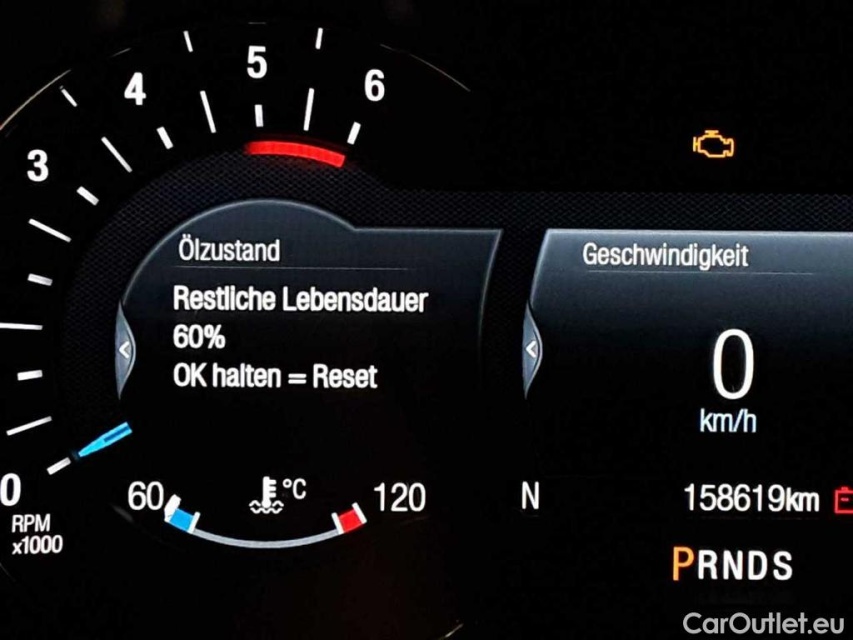 5
4
6
3
Ölzustand
Geschwindigkeit
Restliche Lebensdauer
60%
OK halten = Reset
0
km/h
0
60
°C
120
N
158619km
RPM
x1000
PRNDS
CarOutlet.eu